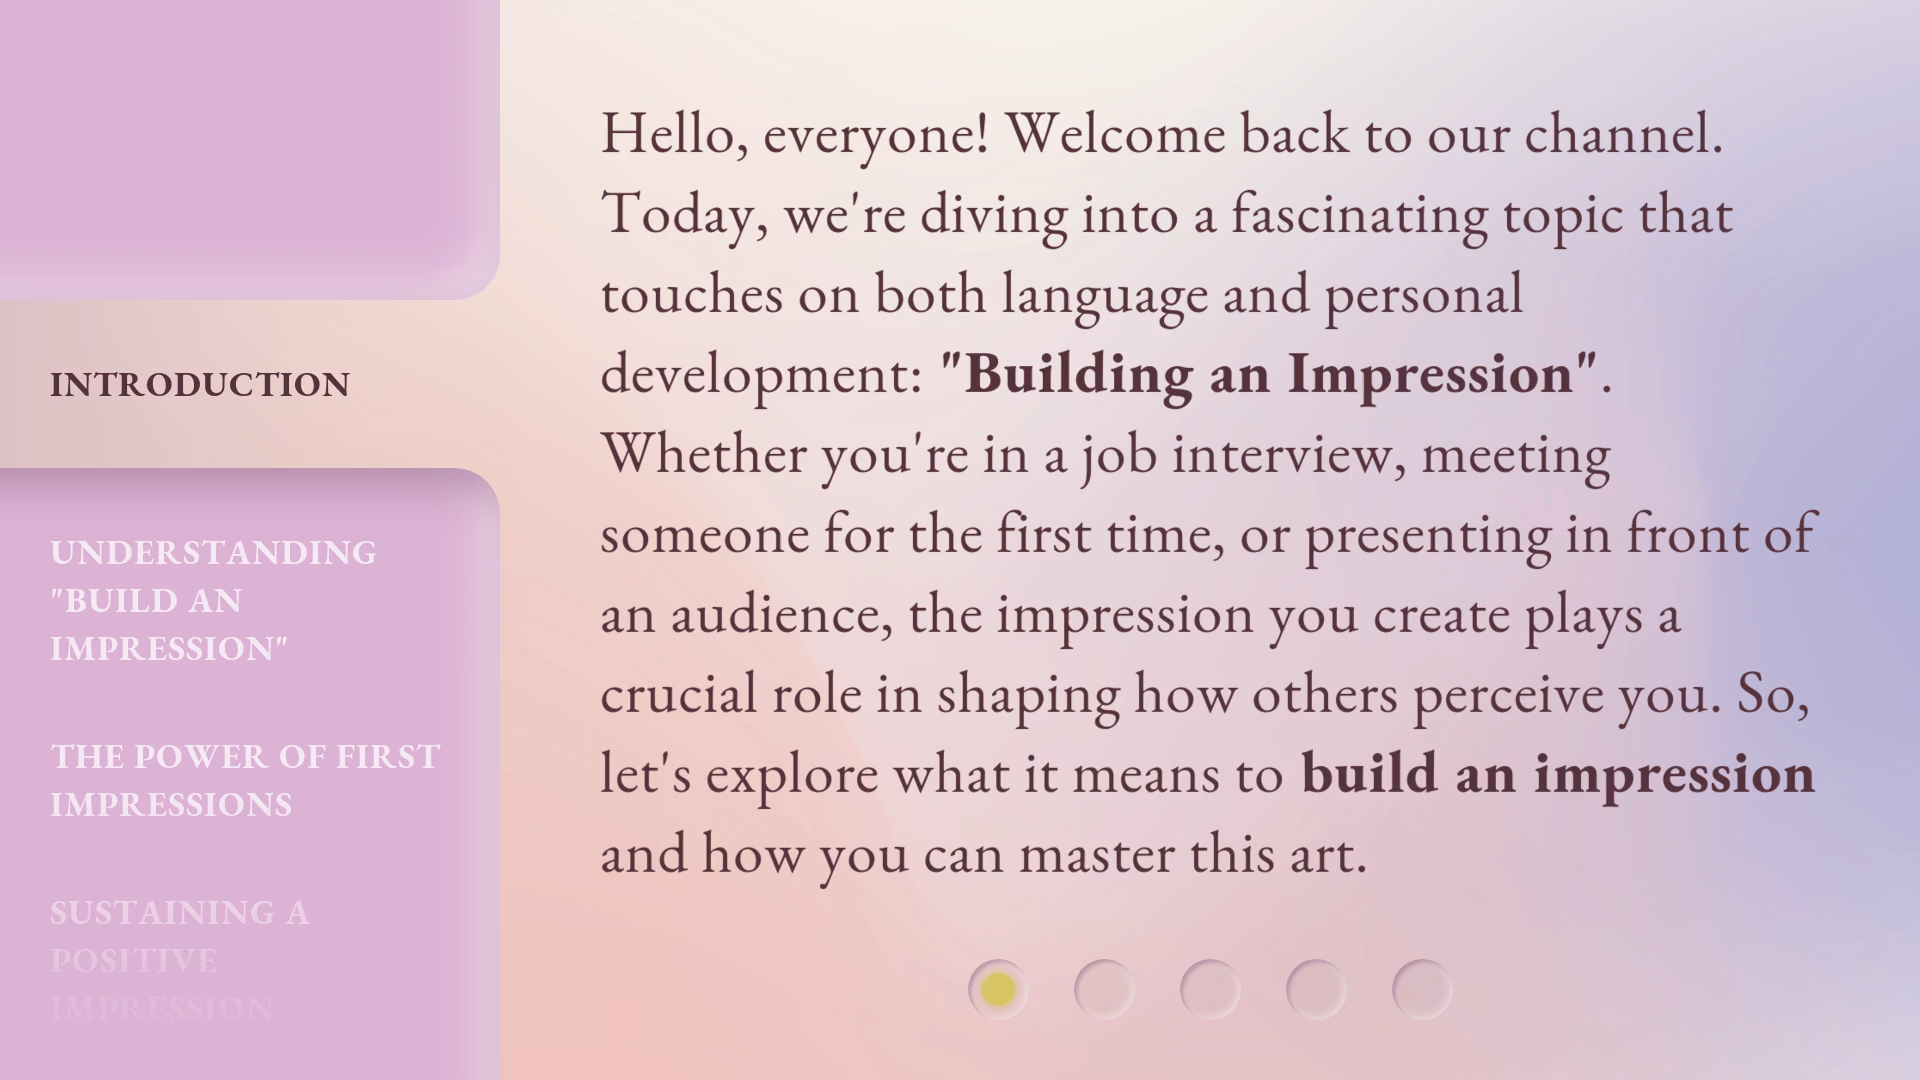 INTRODUCTION
UNDERSTANDING
"BUILD AN
IMPRESSION"
THE POWER OF FIRST
IMPRESSIONS
SUSTAINING A
POSITIVE
IMPRESSION
Hello, everyone! Welcome back to our channel.
Today, we're diving into a fascinating topic that
touches on both language and personal
development: "Building an Impression".
Whether you're in a job interview, meeting
someone for the first time, or presenting in front of
an audience, the impression you create plays a
crucial role in shaping how others perceive you. So,
let's explore what it means to build an impression
and how you can master this art.